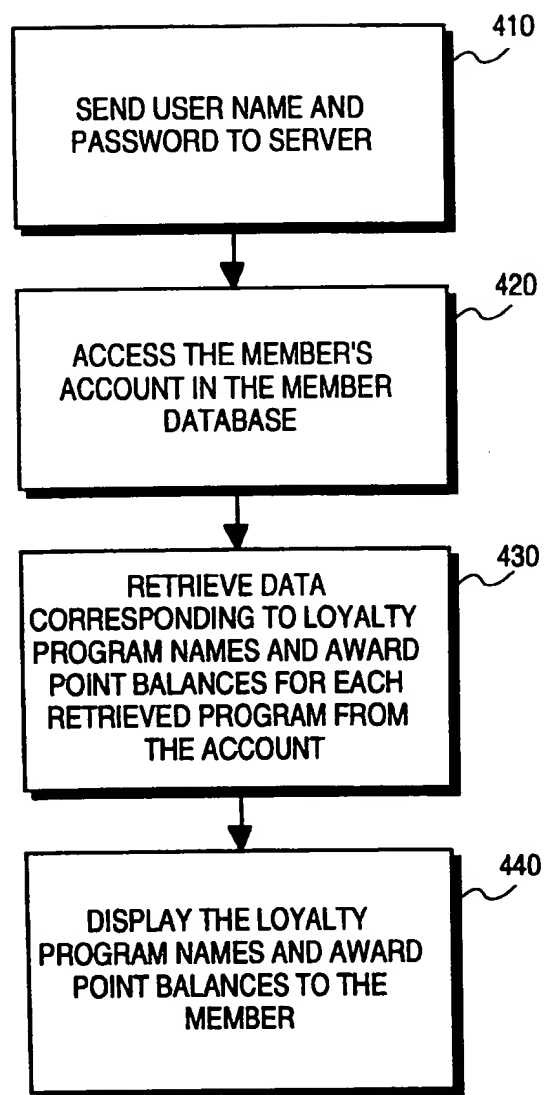 410
SEND USER NAME AND
PASSWORD TO SERVER
420
ACCESS THE MEMBER'S
ACCOUNT IN THE MEMBER
DATABASE
430
RETRIEVE DATA
CORRESPONDING TO LOYALTY
PROGRAM NAMES AND AWARD
POINT BALANCES FOR EACH
RETRIEVED PROGRAM FROM
THE ACCOUNT
440
DISPLAY THE LOYALTY
PROGRAM NAMES AND AWARD
POINT BALANCES TO THE
MEMBER